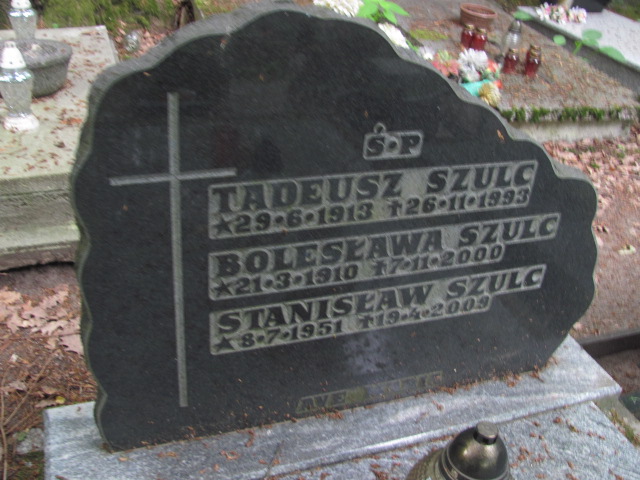 Ś.P
TADEUSZ SZULC
★29.6.1913 ✝26.11.1993
BOLESŁAWA SZULC
★21.3.1910 ✝7.11.2000
STANISŁAW SZULC
★8.7.1951 ✝19.4.2009
AVE